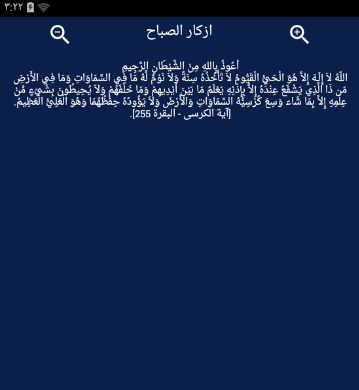 ٣:٢٢
اذكار الصباح
أعُوذُ بِاللهِ مِنَ الشَّيْطَانِ الرَّجِيمِ
اللّهُ لاَ إِلَهَ إِلاَّ هُوَ الْحَيُّ الْقَيُّومُ لاَ تَأْخُذُهُ سِنَةٌ وَلاَ نَوْمٌ لَّهُ مَا فِي السَّمَاوَاتِ وَمَا فِي الأَرْضِ
مَن ذَا الَّذِي يَشْفَعُ عِنْدَهُ إِلاَّ بِإِذْنِهِ يَعْلَمُ مَا بَيْنَ أَيْدِيهِمْ وَمَا خَلْفَهُمْ وَلاَ يُحِيطُونَ بِشَيْءٍ مِّنْ
عِلْمِهِ إِلاَّ بِمَا شَاء وَسِعَ كُرْسِيُّهُ السَّمَاوَاتِ وَالأَرْضَ وَلاَ يَؤُودُهُ حِفْظُهُمَا وَهُوَ الْعَلِيُّ الْعَظِيمُ.
[آية الكرسى - البقرة 255].